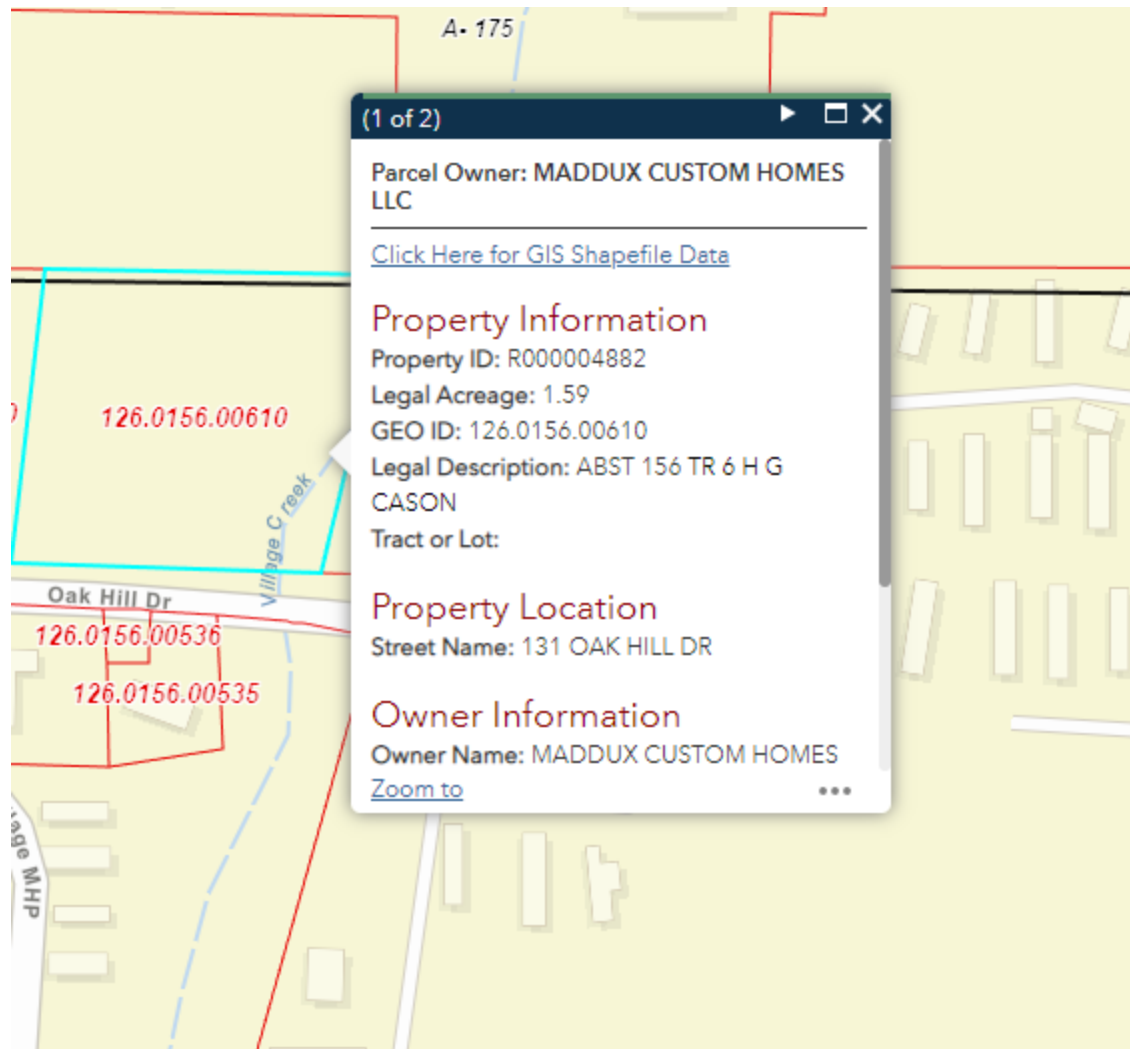 A- 175
(1 of 2)
Parcel Owner: MADDUX CUSTOM HOMES
LLC
Click Here for GIS Shapefile Data
Property Information
Property ID: R000004882
Legal Acreage: 1.59
GEO ID: 126.0156.00610
Legal Description: ABST 156 TR 6 H G
CASON
Tract or Lot:
Property Location
Street Name: 131 OAK HILL DR
Owner Information
Owner Name: MADDUX CUSTOM HOMES
Zoom to
126.0156.00610
Village Creek
Oak Hill Dr
126.0156.00536
126.0156.00535
MHP